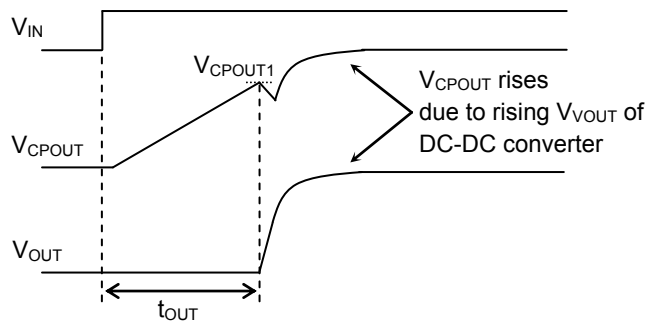 VIN
VCPOUT1
VCPOUT rises
due to rising VVOUT of
DC-DC converter
VCPOUT
VOUT
tOUT